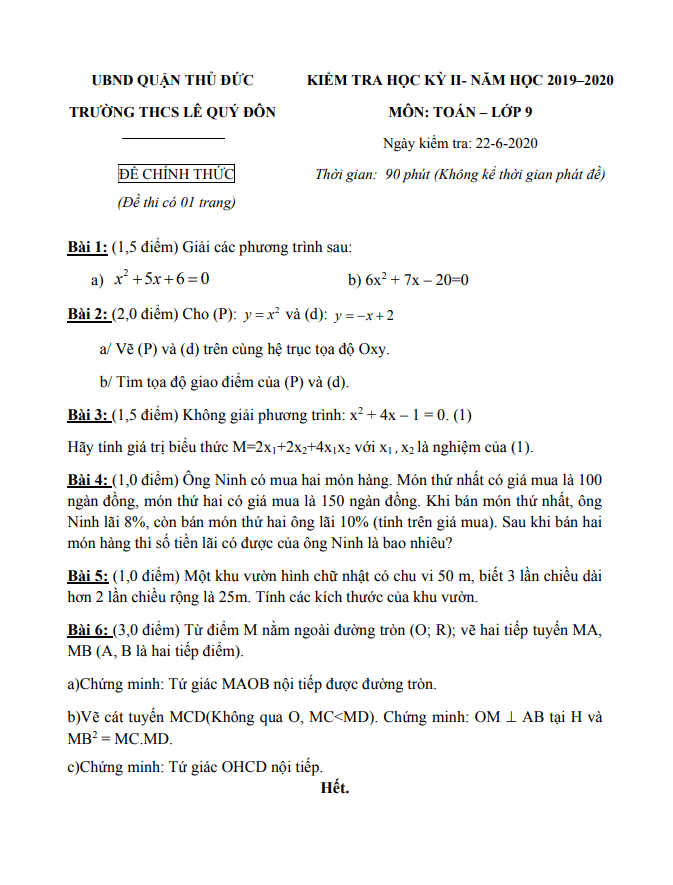 UBND QUẬN THỦ ĐỨC
TRƯỜNG THCS LÊ QUÝ ĐÔN
ĐỀ CHÍNH THỨC
(Đề thi có 01 trang)
KIỂM TRA HỌC KỲ II- NĂM HỌC 2019–2020
MÔN: TOÁN – LỚP 9
Ngày kiểm tra: 22-6-2020
Thời gian: 90 phút (Không kể thời gian phát đề)
Bài 1: (1,5 điểm) Giải các phương trình sau:
a) x² + 5x + 6 = 0 b) 6x² + 7x – 20=0
Bài 2: (2,0 điểm) Cho (P): y = x² và (d): y = −x + 2
a/ Vẽ (P) và (d) trên cùng hệ trục tọa độ Oxy.
b/ Tìm tọa độ giao điểm của (P) và (d).
Bài 3: (1,5 điểm) Không giải phương trình: x² + 4x – 1 = 0. (1)
Hãy tính giá trị biểu thức M=2x₁+2x₂+4x₁x₂ với x₁ , x₂ là nghiệm của (1).
Bài 4: (1,0 điểm) Ông Ninh có mua hai món hàng. Món thứ nhất có giá mua là 100
ngàn đồng, món thứ hai có giá mua là 150 ngàn đồng. Khi bán món thứ nhất, ông
Ninh lãi 8%, còn bán món thứ hai ông lãi 10% (tính trên giá mua). Sau khi bán hai
món hàng thì số tiền lãi có được của ông Ninh là bao nhiêu?
Bài 5: (1,0 điểm) Một khu vườn hình chữ nhật có chu vi 50 m, biết 3 lần chiều dài
hơn 2 lần chiều rộng là 25m. Tính các kích thước của khu vườn.
Bài 6: (3,0 điểm) Từ điểm M nằm ngoài đường tròn (O; R); vẽ hai tiếp tuyến MA,
MB (A, B là hai tiếp điểm).
a)Chứng minh: Tứ giác MAOB nội tiếp được đường tròn.
b)Vẽ cát tuyến MCD(Không qua O, MC<MD). Chứng minh: OM ⊥ AB tại H và
MB² = MC.MD.
c)Chứng minh: Tứ giác OHCD nội tiếp.
Hết.